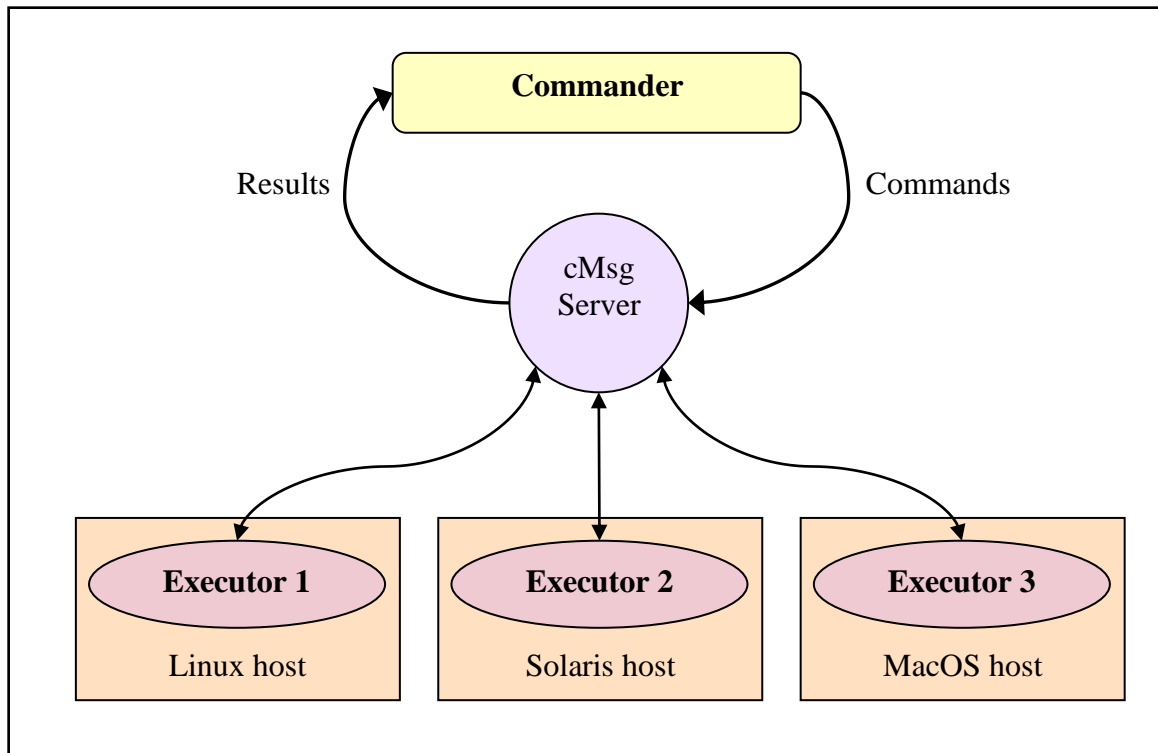 Commander
Results
Commands
cMsg
Server
Executor 1
Executor 2
Executor 3
Linux host
Solaris host
MacOS host